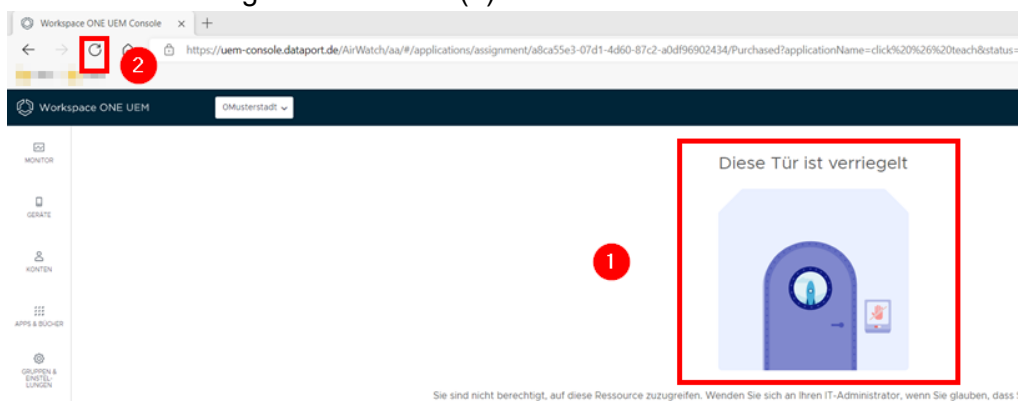 Workspace ONE UEM Console
2
https://uem-console.dataport.de/AirWatch/aa/#/applications/assignment/a8ca55e3-07d1-4d60-87c2-a0df96902434/Purchased?applicationName=click%20%26%20teach&status=
Workspace ONE UEM
0Musterstadt
MONITOR
GERÄTE
KONTEN
APPS & BÜCHER
GRUPPEN &
EINSTEL-
LUNGEN
Diese Tür ist verriegelt
1
Sie sind nicht berechtigt, auf diese Ressource zuzugreifen. Wenden Sie sich an Ihren IT-Administrator, wenn Sie glauben, dass